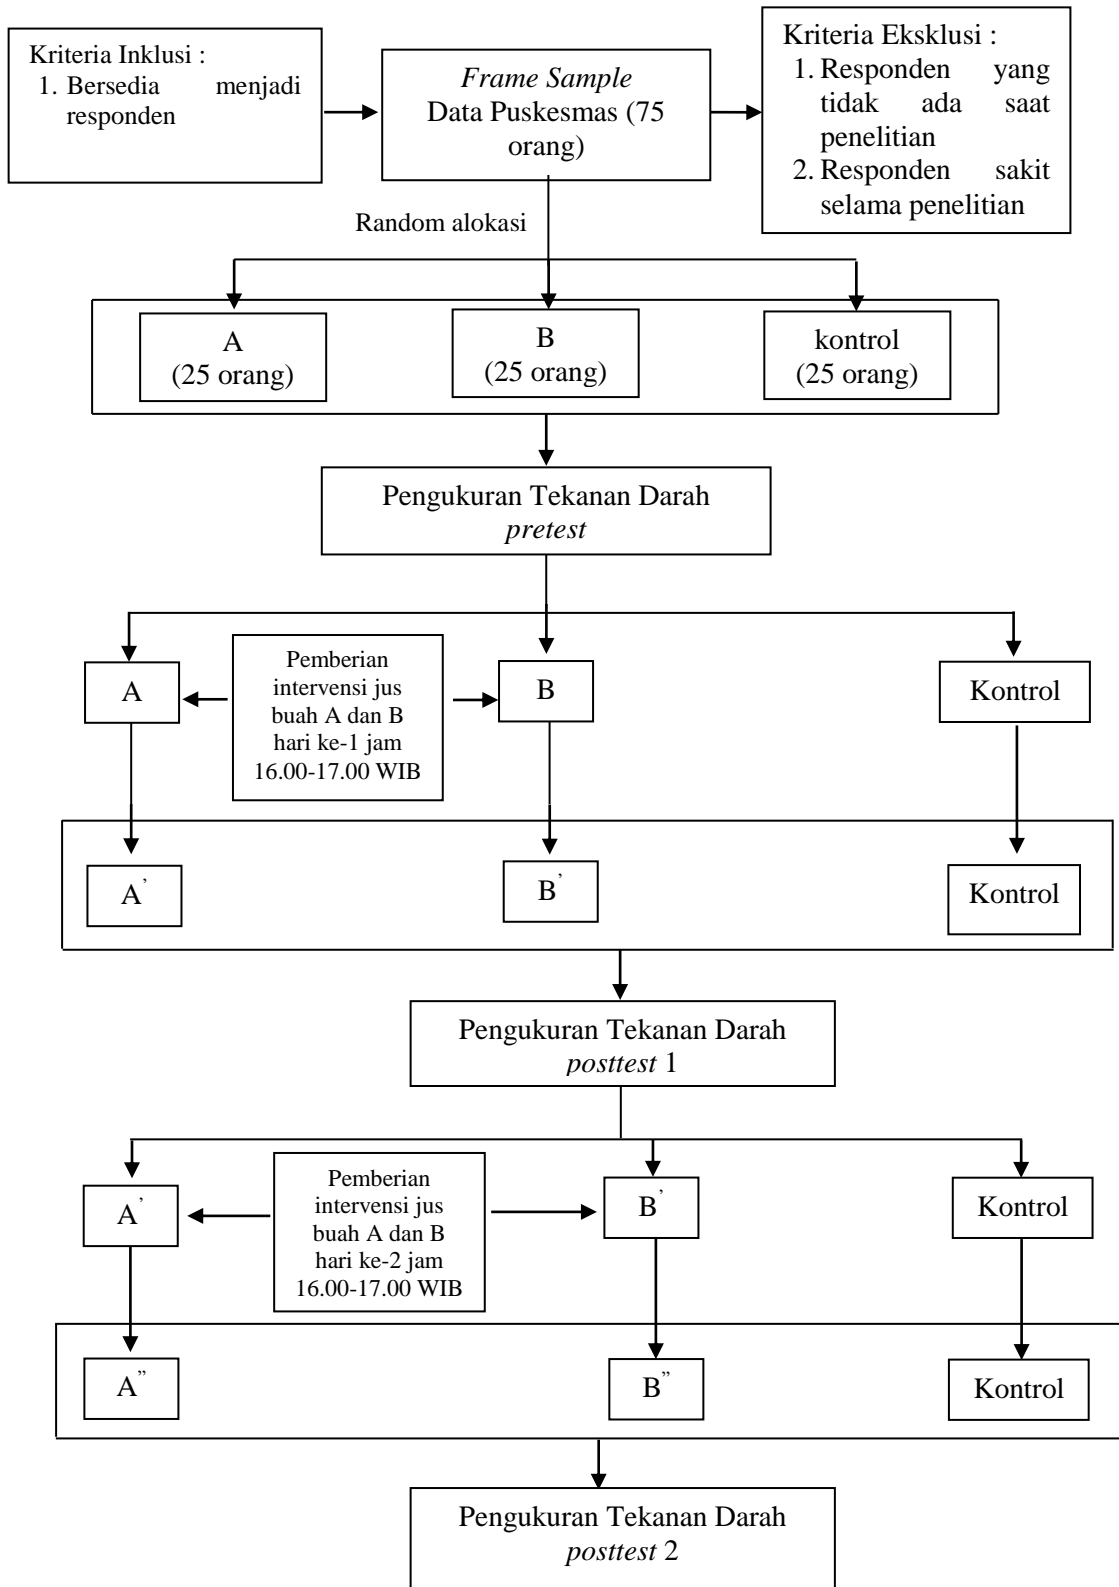 Kriteria Inklusi :
1. Bersedia menjadi
responden
Frame Sample
Data Puskesmas (75
orang)
Kriteria Eksklusi :
1. Responden yang
tidak ada saat
penelitian
2. Responden sakit
selama penelitian
Random alokasi
A
(25 orang)
B
(25 orang)
kontrol
(25 orang)
Pengukuran Tekanan Darah
pretest
A
Pemberian
intervensi jus
buah A dan B
hari ke-1 jam
16.00-17.00 WIB
B
Kontrol
A’
B’
Kontrol
Pengukuran Tekanan Darah
posttest 1
A’
Pemberian
intervensi jus
buah A dan B
hari ke-2 jam
16.00-17.00 WIB
B’
Kontrol
A”
B”
Kontrol
Pengukuran Tekanan Darah
posttest 2